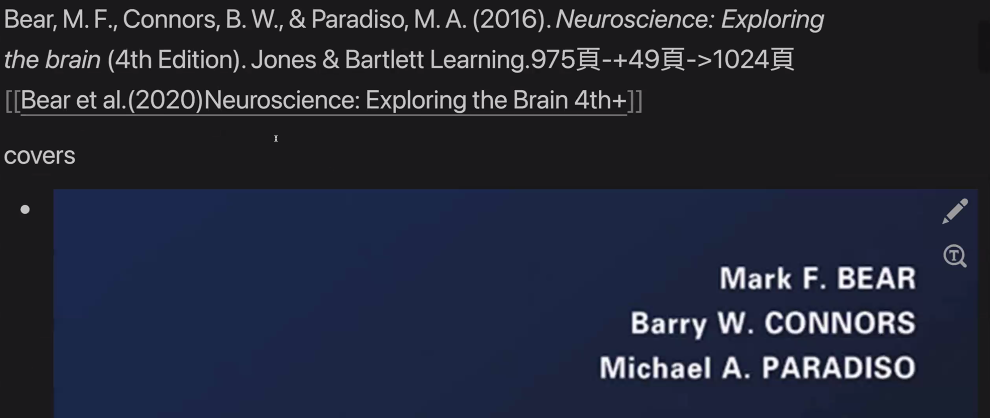 Bear, M. F., Connors, B. W., & Paradiso, M. A. (2016). Neuroscience: Exploring
the brain (4th Edition). Jones & Bartlett Learning.975頁-+49頁->1024頁
[[Bear et al.(2020)Neuroscience: Exploring the Brain 4th+]]
covers
Mark F. BEAR
Barry W. CONNORS
Michael A. PARADISO